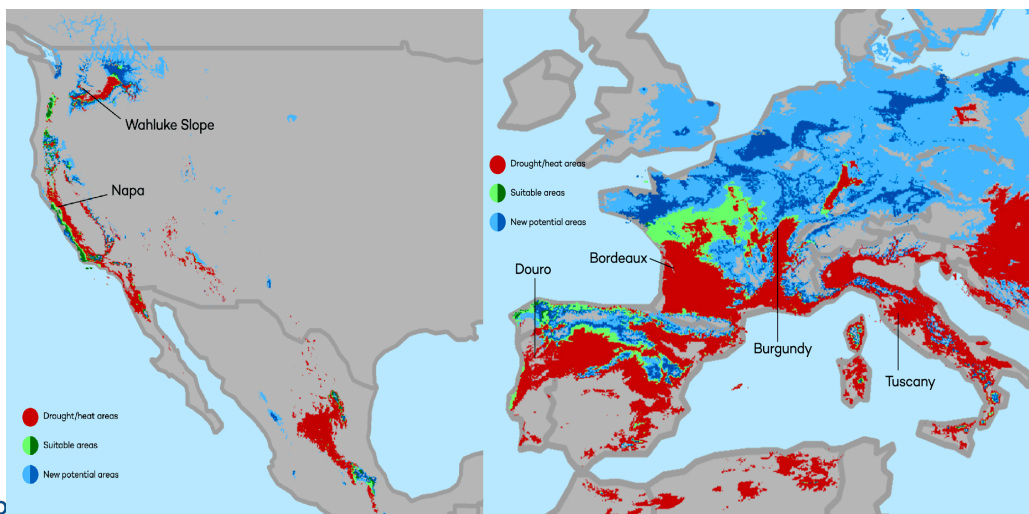 Wahluke Slope
Napa
Drought/heat areas
Suitable areas
New potential areas
Drought/heat areas
Suitable areas
New potential areas
Bordeaux
Douro
Burgundy
Tuscany